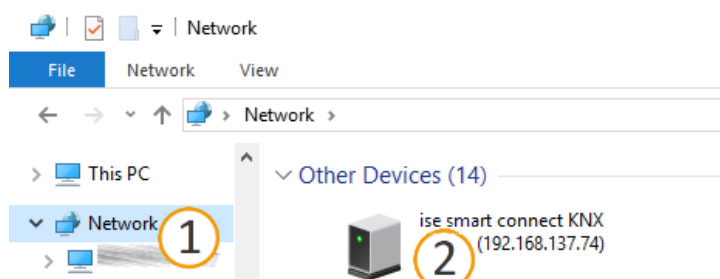 Network
File Network View
Network
This PC
Other Devices (14)
Network
1
ise smart connect KNX
2
(192.168.137.74)